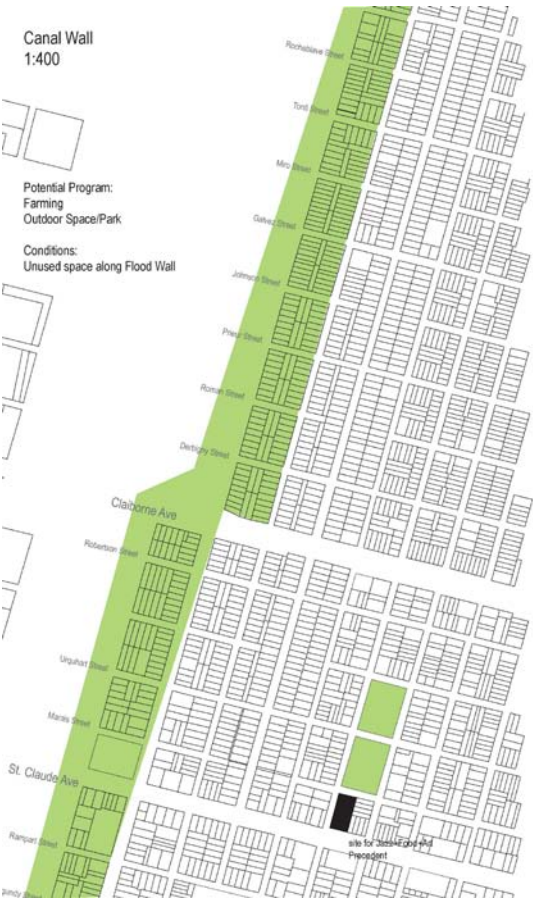 Canal Wall
1:400
Rocheblave Street
Tonti Street
Miro Street
Potential Program:
Farming
Outdoor Space/Park
Galvez Street
Conditions:
Unused space along Flood Wall
Johnson Street
Prieur Street
Roman Street
Derbigny Street
Claiborne Ave
Robertson Street
Urquhart Street
Marais Street
St. Claude Ave
Rampart Street
site for Jazz+Food+Art
Precedent
gundy Street